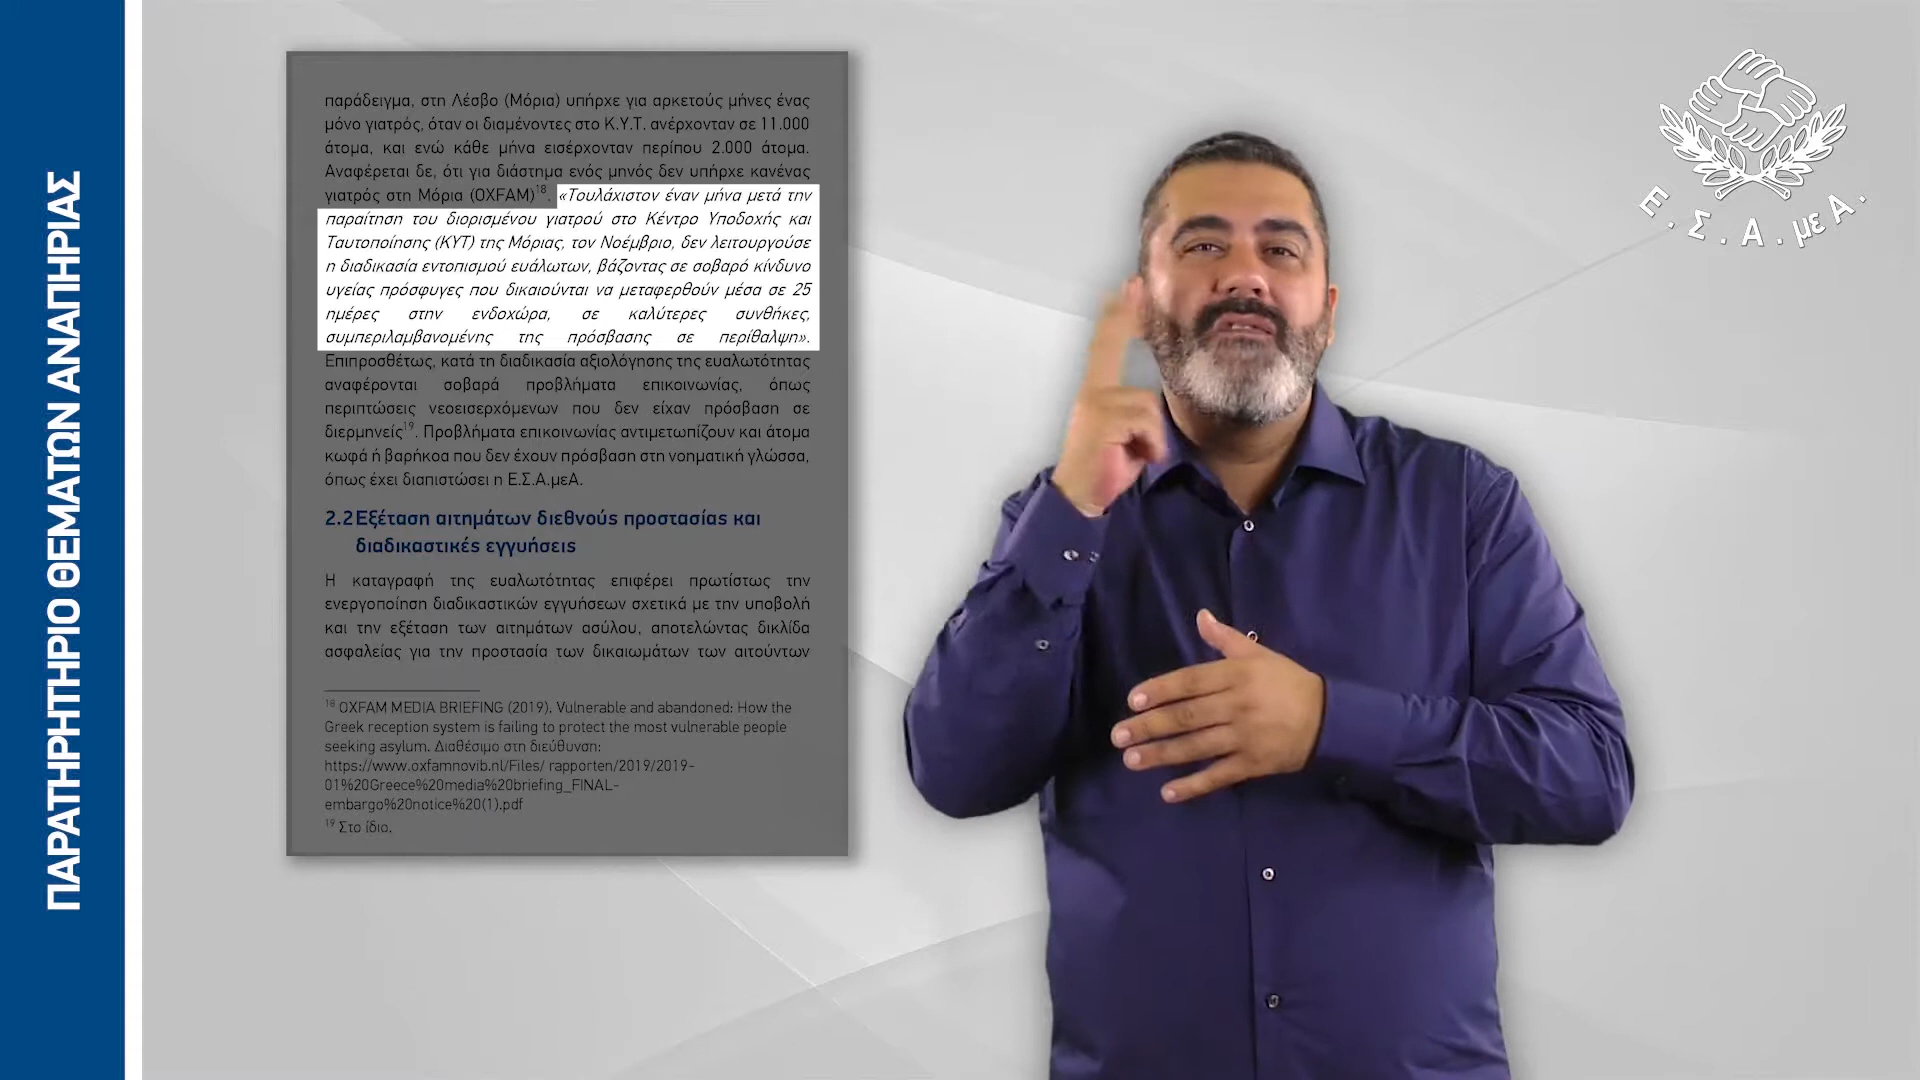 ΠΑΡΑΤΗΡΗΤΗΡΙΟ ΘΕΜΑΤΩΝ ΑΝΑΠΗΡΙΑΣ
παράδειγμα, στη Λέσβο (Μόρια) υπήρχε για αρκετούς μήνες ένας
μόνο γιατρός, όταν οι διαμένοντες στο Κ.Υ.Τ. ανέρχονταν σε 11.000
άτομα, και ενώ κάθε μήνα εισέρχονταν περίπου 2.000 άτομα.
Αναφέρεται δε, ότι για διάστημα ενός μηνός δεν υπήρχε κανένας
γιατρός στη Μόρια (OXFAM)18. «Τουλάχιστον έναν μήνα μετά την
παραίτηση του διορισμένου γιατρού στο Κέντρο Υποδοχής και
Ταυτοποίησης (ΚΥΤ) της Μόριας, τον Νοέμβριο, δεν λειτουργούσε
η διαδικασία εντοπισμού ευάλωτων, βάζοντας σε σοβαρό κίνδυνο
υγείας πρόσφυγες που δικαιούνται να μεταφερθούν μέσα σε 25
ημέρες στην ενδοχώρα, σε καλύτερες συνθήκες,
συμπεριλαμβανομένης της πρόσβασης σε περίθαλψη».
Επιπροσθέτως, κατά τη διαδικασία αξιολόγησης της ευαλωτότητας
αναφέρονται σοβαρά προβλήματα επικοινωνίας, όπως
περιπτώσεις νεοεισερχόμενων που δεν είχαν πρόσβαση σε
διερμηνείς19. Προβλήματα επικοινωνίας αντιμετωπίζουν και άτομα
κωφά ή βαρήκοα που δεν έχουν πρόσβαση στη νοηματική γλώσσα,
όπως έχει διαπιστώσει η Ε.Σ.Α.μεΑ.
2.2 Εξέταση αιτημάτων διεθνούς προστασίας και
διαδικαστικές εγγυήσεις
Η καταγραφή της ευαλωτότητας επιφέρει πρωτίστως την
ενεργοποίηση διαδικαστικών εγγυήσεων σχετικά με την υποβολή
και την εξέταση των αιτημάτων ασύλου, αποτελώντας δικλίδα
ασφαλείας για την προστασία των δικαιωμάτων των αιτούντων
18 OXFAM MEDIA BRIEFING (2019). Vulnerable and abandoned: How the
Greek reception system is failing to protect the most vulnerable people
seeking asylum. Διαθέσιμο στη διεύθυνση:
https://www.oxfamnovib.nl/Files/ rapporten/2019/2019-
01%20Greece%20media%20briefing_FINAL-
embargo%20notice%20(1).pdf
19 Στο ίδιο.
Ε.Σ.Α.μεΑ.